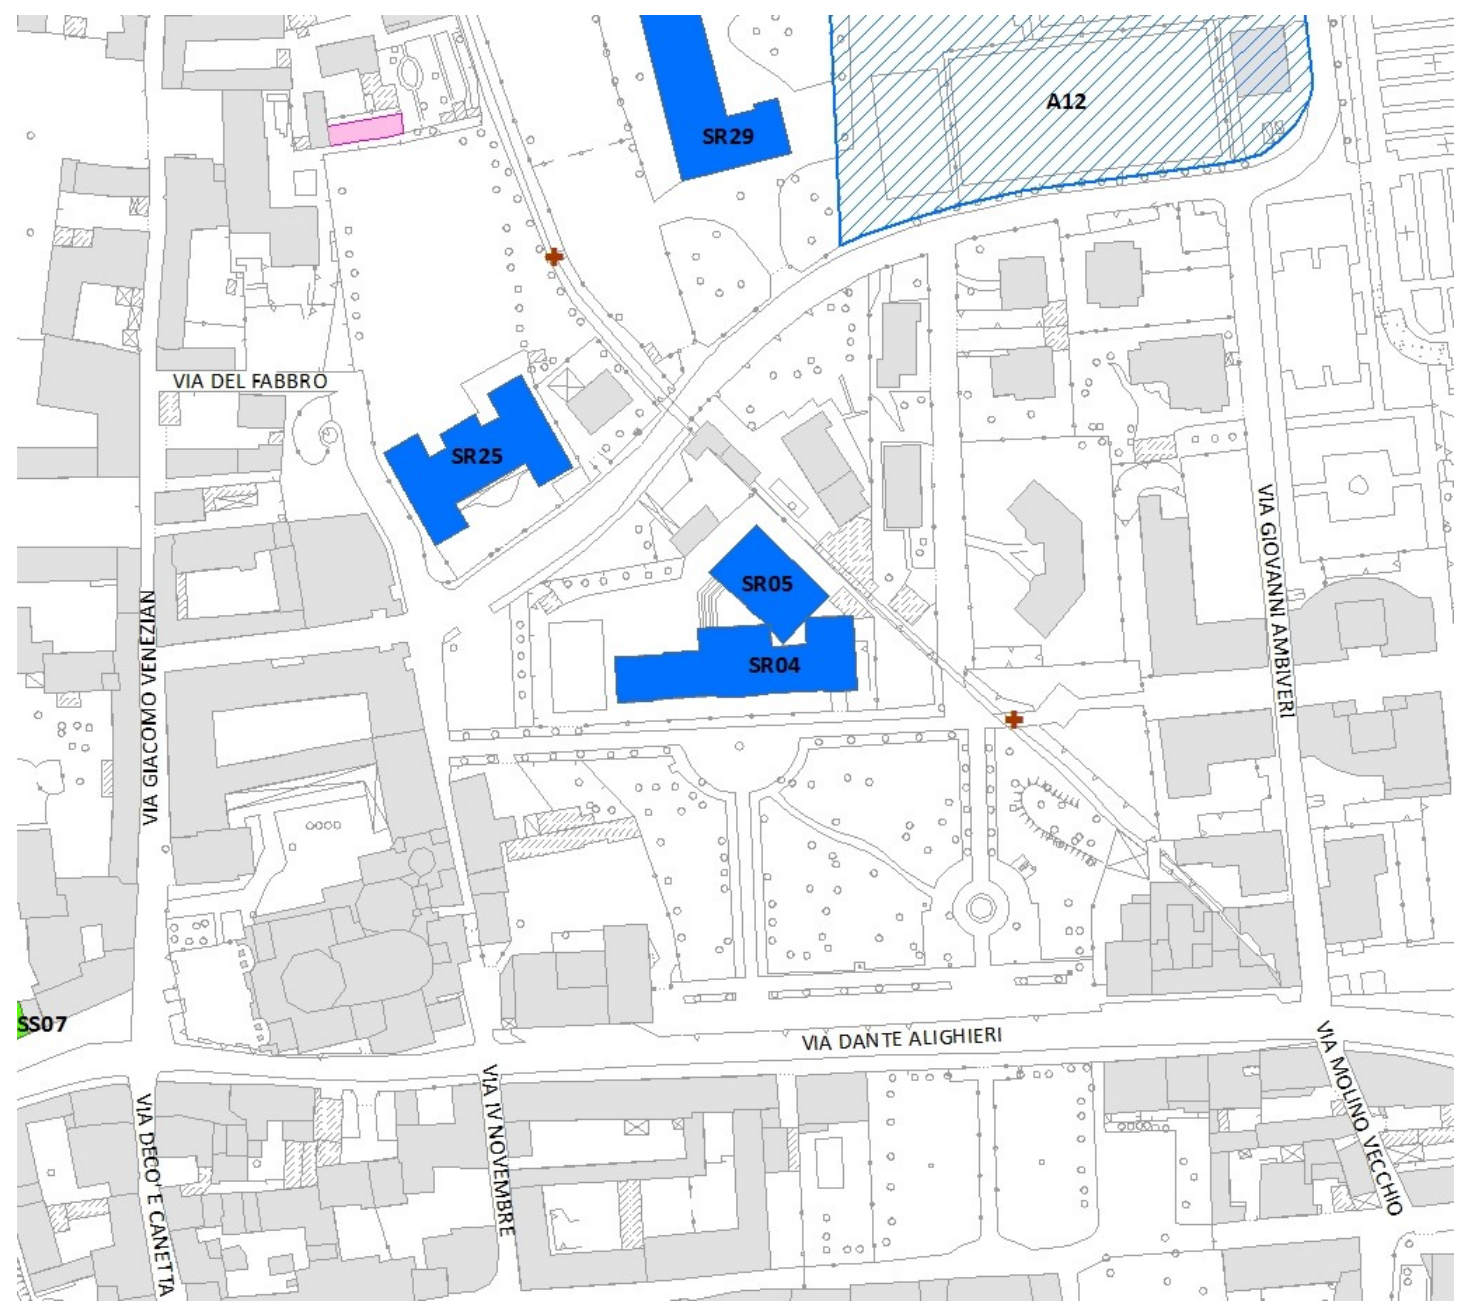 A12
SR29
VIA DEL FABBRO
SR25
VIA GIOVANNI AMBIVERI
SR05
VIA GIACOMO VENEZIAN
SR04
SS07
VIA DANTE ALIGHIERI
VIA MOLINO VECCHIO
VIA IV NOVEMBRE
VIA DECO' E CANETTA